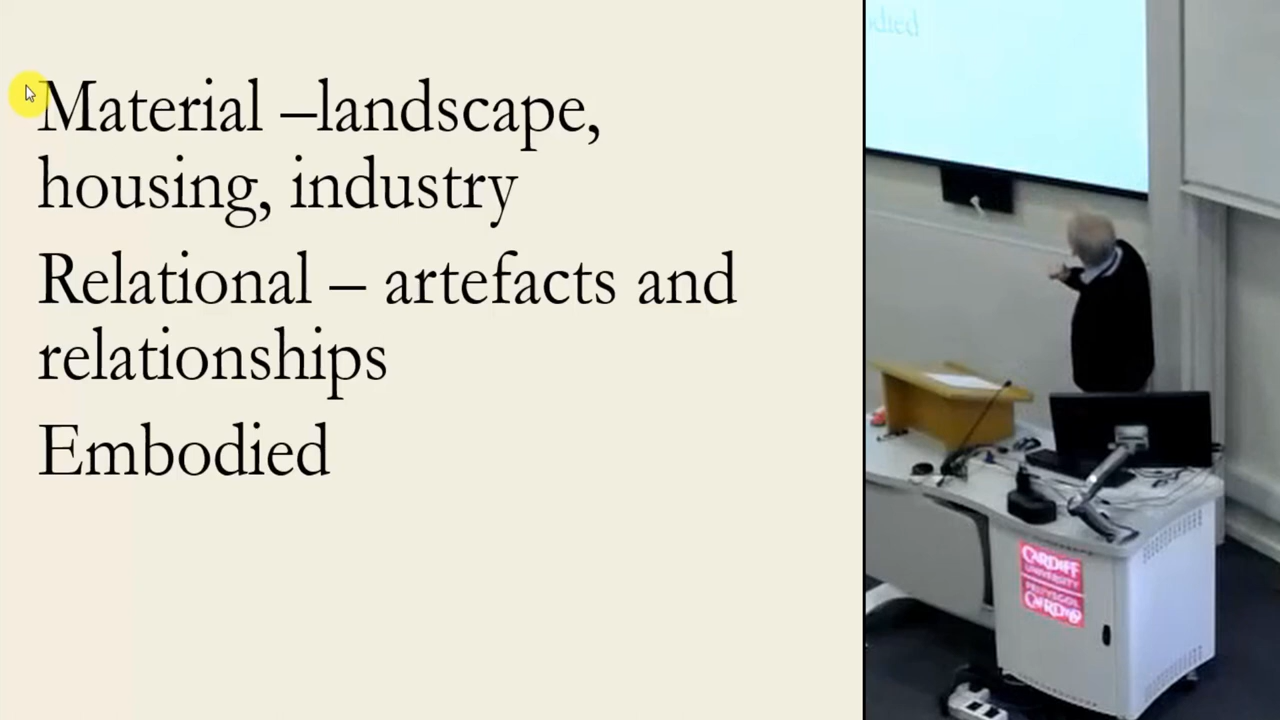 Material –landscape,
housing, industry
Relational – artefacts and
relationships
Embodied
CARDIFF
UNIVERSITY
PRIFYSGOL
CAERDYDD